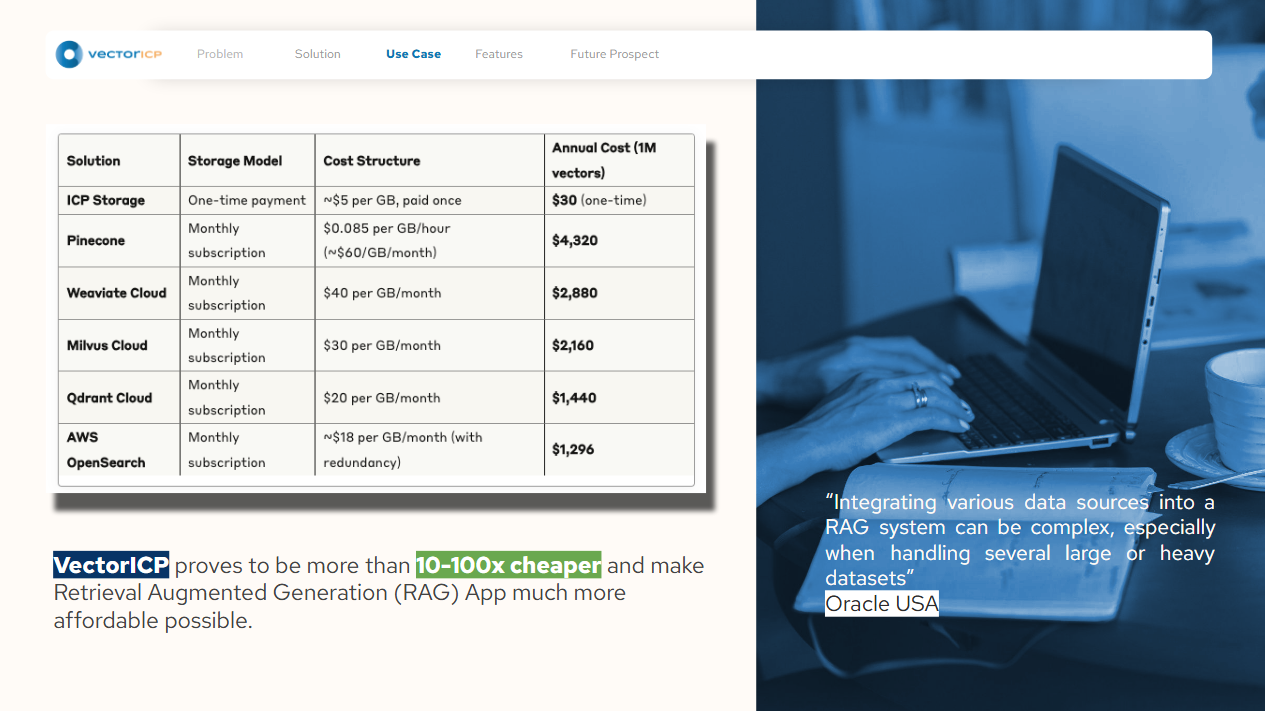 VECTORICP
Problem
Solution
Use Case
Features
Future Prospect
Solution
Storage Model
Cost Structure
Annual Cost (1M
vectors)
ICP Storage
One-time payment
~$5 per GB, paid once
$30 (one-time)
Pinecone
Monthly
subscription
$0.085 per GB/hour
(~$60/GB/month)
$4,320
Weaviate Cloud
Monthly
subscription
$40 per GB/month
$2,880
Milvus Cloud
Monthly
subscription
$30 per GB/month
$2,160
Qdrant Cloud
Monthly
subscription
$20 per GB/month
$1,440
AWS
OpenSearch
Monthly
subscription
~$18 per GB/month (with
redundancy)
$1,296
VectorICP proves to be more than 10-100x cheaper and make
Retrieval Augmented Generation (RAG) App much more
affordable possible.
“Integrating various data sources into a
RAG system can be complex, especially
when handling several large or heavy
datasets”
Oracle USA